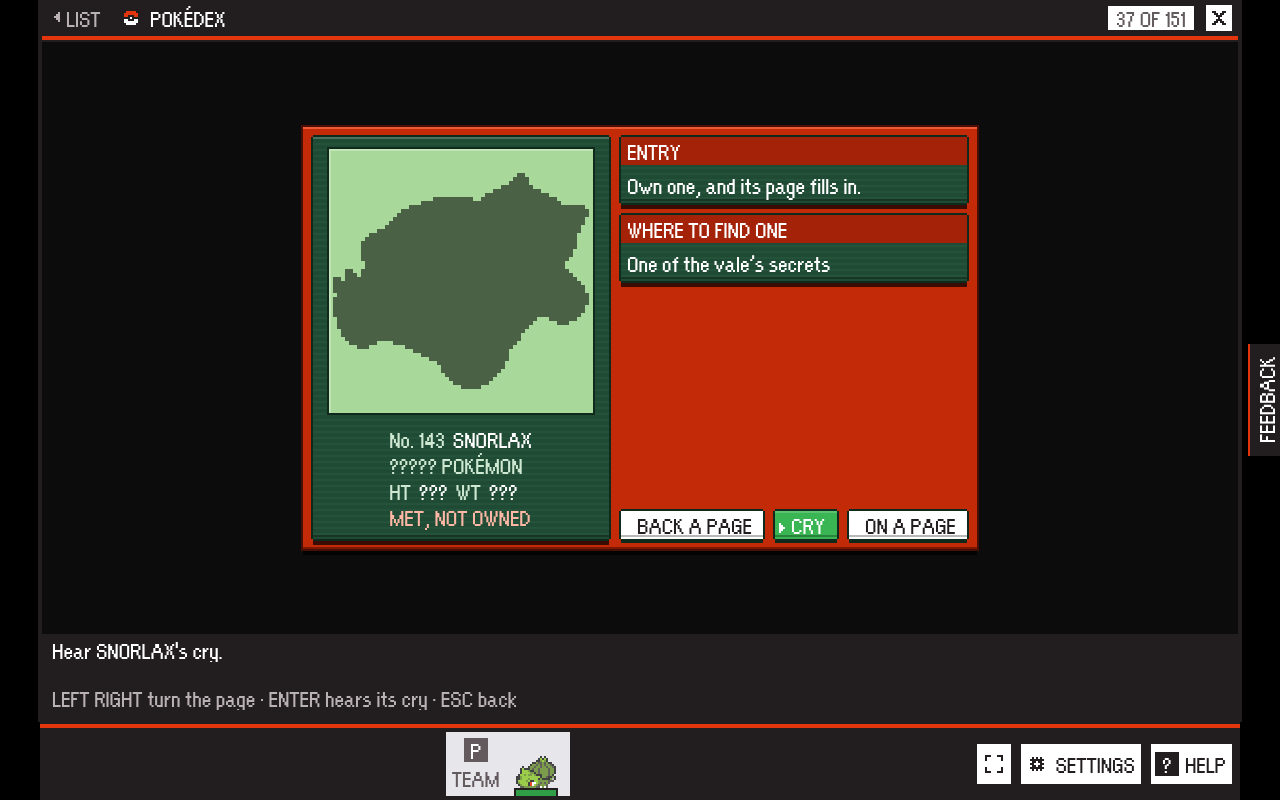 LIST
POKÉDEX
37 OF 151
X
ENTRY
Own one, and its page fills in.
WHERE TO FIND ONE
One of the vale's secrets
No. 143 SNORLAX
????? POKÉMON
HT ??? WT ???
MET, NOT OWNED
BACK A PAGE
CRY
ON A PAGE
FEEDBACK
Hear SNORLAX's cry.
LEFT RIGHT turn the page · ENTER hears its cry · ESC back
P
TEAM
SETTINGS
? HELP